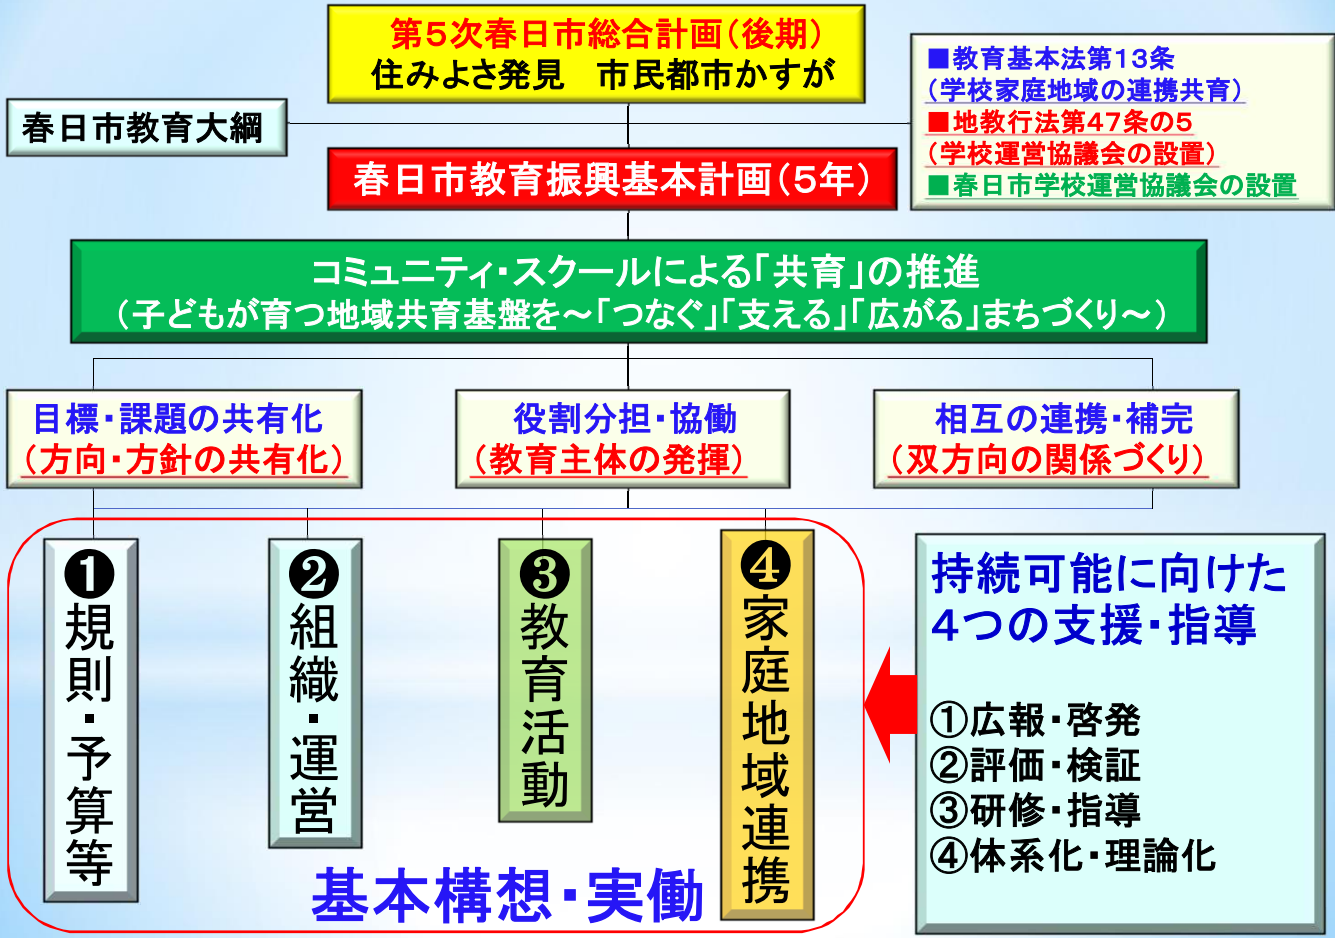 第5次春日市総合計画(後期)
住みよさ発見 市民都市かすが
■教育基本法第13条
(学校家庭地域の連携共育)
■地教行法第47条の5
(学校運営協議会の設置)
■春日市学校運営協議会の設置
春日市教育大綱
春日市教育振興基本計画(5年)
コミュニティ・スクールによる「共育」の推進
(子どもが育つ地域共育基盤を~「つなぐ」「支える」「広がる」まちづくり~)
目標・課題の共有化
(方向・方針の共有化)
役割分担・協働
(教育主体の発揮)
相互の連携・補完
(双方向の関係づくり)
❶規則・予算等
❷組織・運営
❸教育活動
❹家庭地域連携
基本構想・実働
持続可能に向けた
4つの支援・指導
①広報・啓発
②評価・検証
③研修・指導
④体系化・理論化